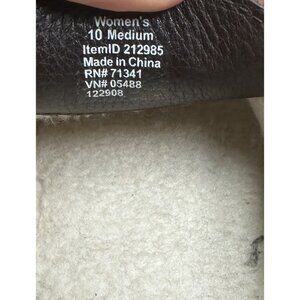 Women's
10 Medium
ItemID 212985
Made in China
RN# 71341
VN# 05488
122908